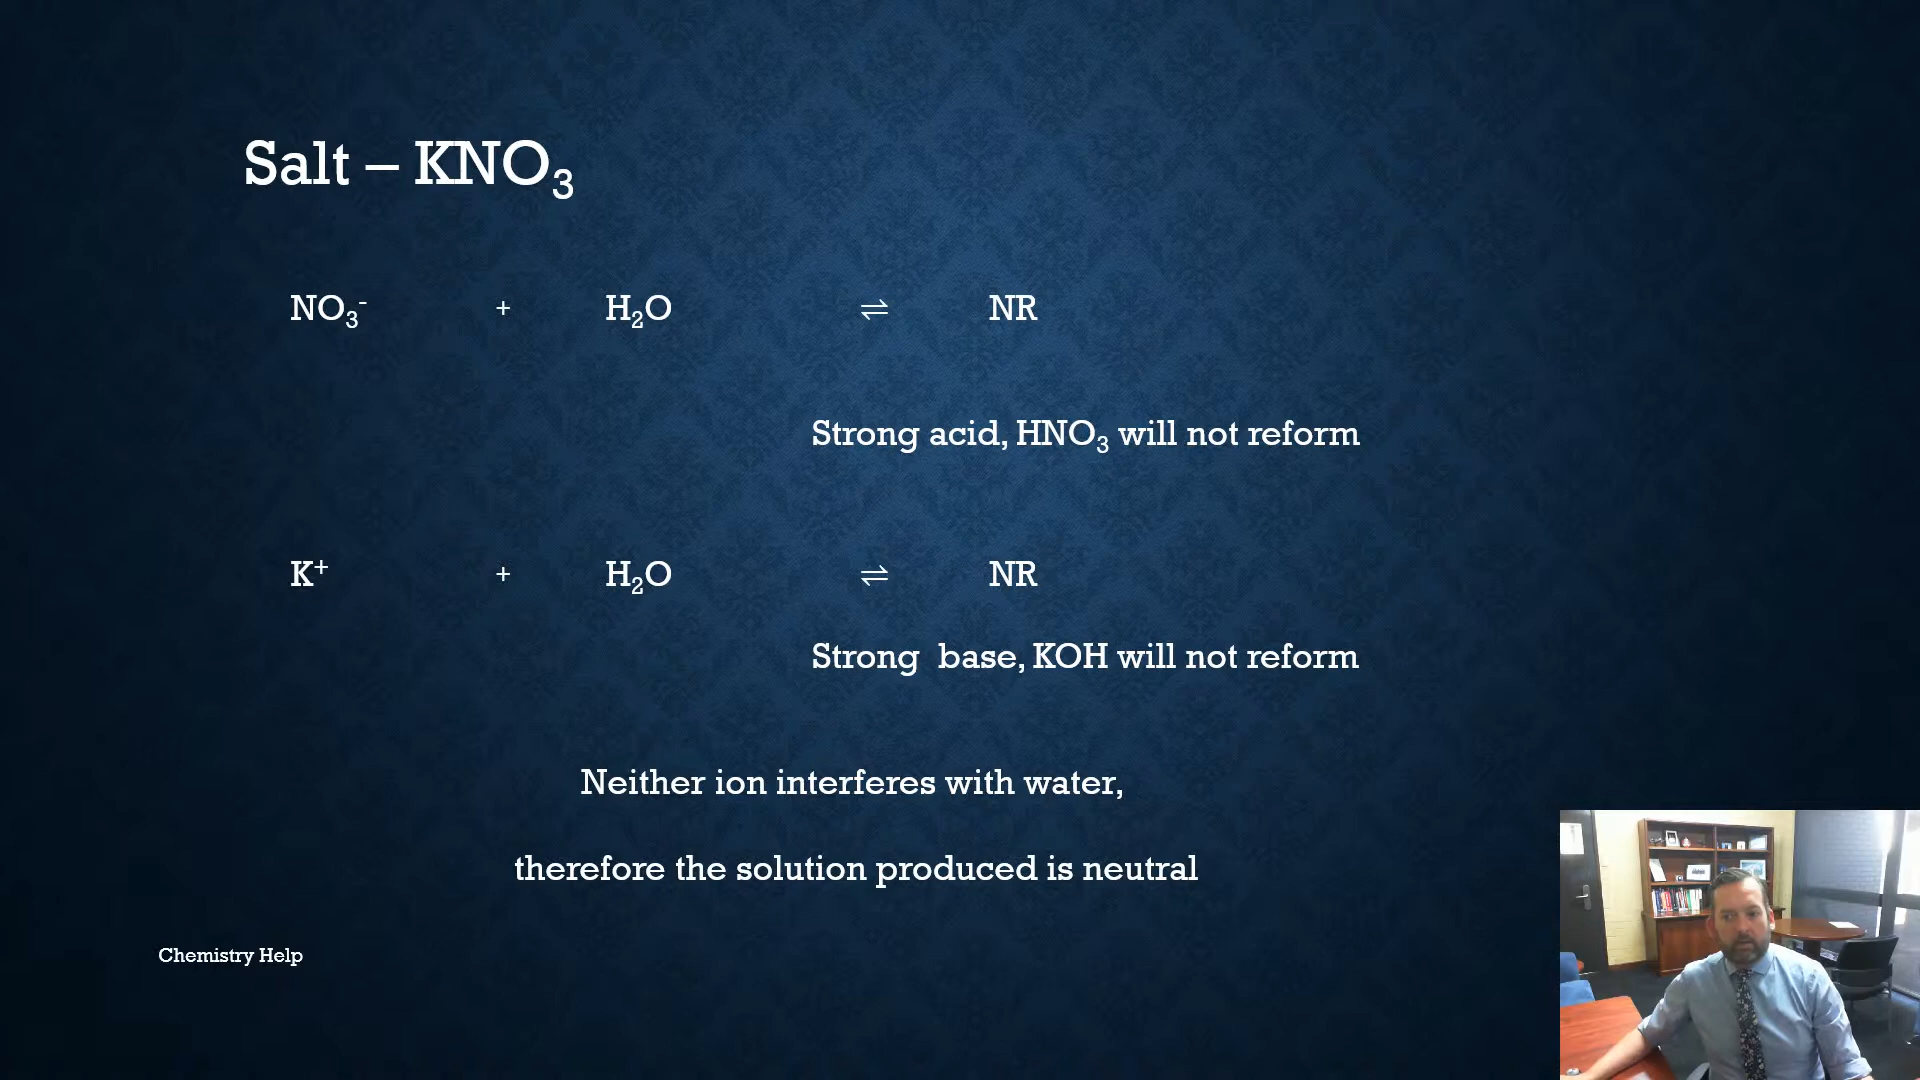 Salt – KNO₃
NO₃⁻ + H₂O ⇌ NR
Strong acid, HNO₃ will not reform
K⁺ + H₂O ⇌ NR
Strong base, KOH will not reform
Neither ion interferes with water,
therefore the solution produced is neutral
Chemistry Help